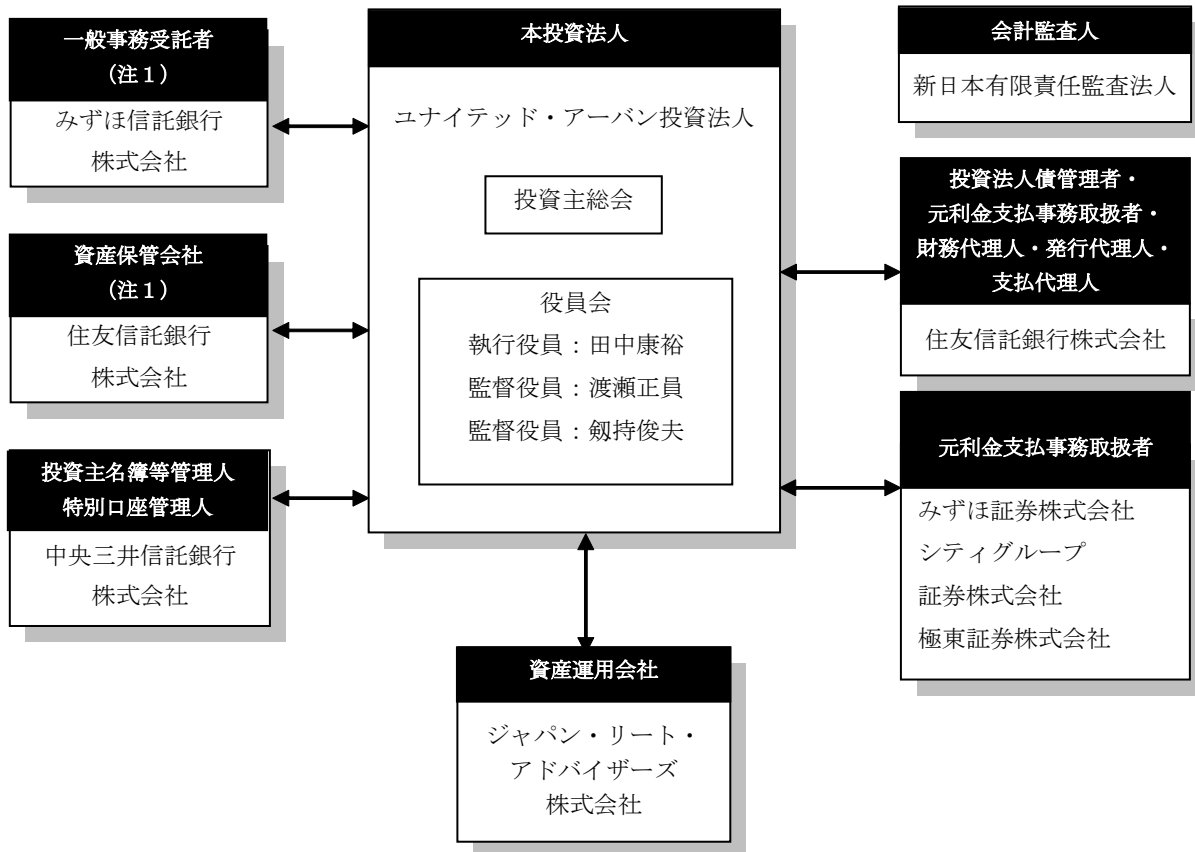 一般事務受託者
(注1)
みずほ信託銀行
株式会社
資産保管会社
(注1)
住友信託銀行
株式会社
投資主名簿等管理人
特別口座管理人
中央三井信託銀行
株式会社
本投資法人
ユナイテッド・アーバン投資法人
投資主総会
役員会
執行役員:田中康裕
監督役員:渡瀬正員
監督役員:剱持俊夫
資産運用会社
ジャパン・リート・
アドバイザーズ
株式会社
会計監査人
新日本有限責任監査法人
投資法人債管理者・
元利金支払事務取扱者・
財務代理人・発行代理人・
支払代理人
住友信託銀行株式会社
元利金支払事務取扱者
みずほ証券株式会社
シティグループ
証券株式会社
極東証券株式会社